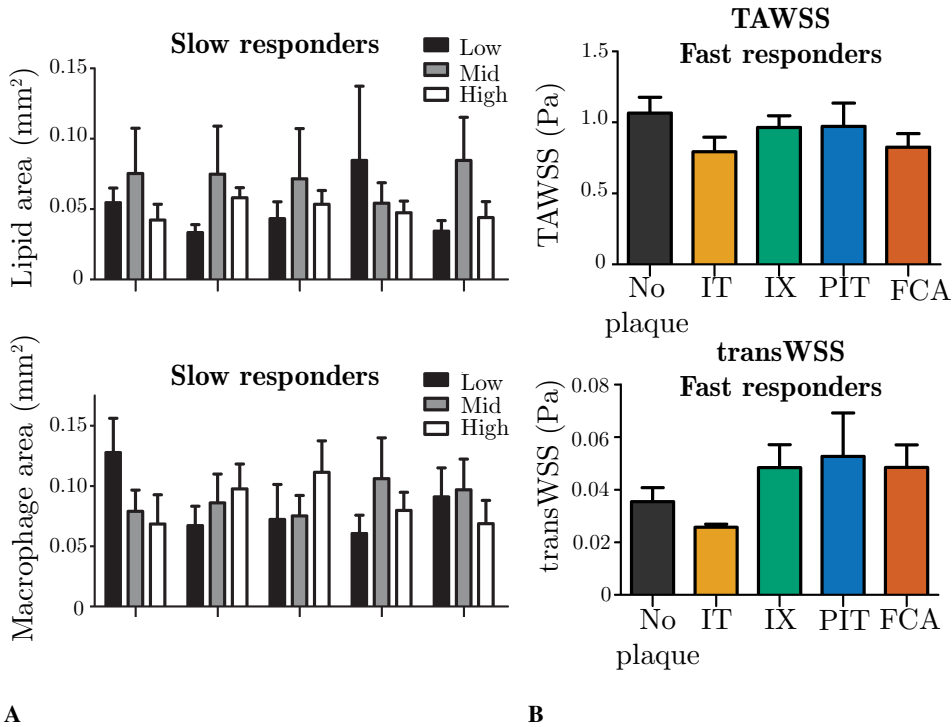 Slow responders
Low
Mid
High
Lipid area (mm²)
0.15
0.10
0.05
0
Slow responders
Low
Mid
High
Macrophage area (mm²)
0.15
0.10
0.05
0
A
TAWSS
Fast responders
TAWSS (Pa)
1.5
1.0
0.5
0
No
plaque
IT
IX
PIT
FCA
transWSS
Fast responders
transWSS (Pa)
0.08
0.06
0.04
0.02
0
No
plaque
IT
IX
PIT
FCA
B